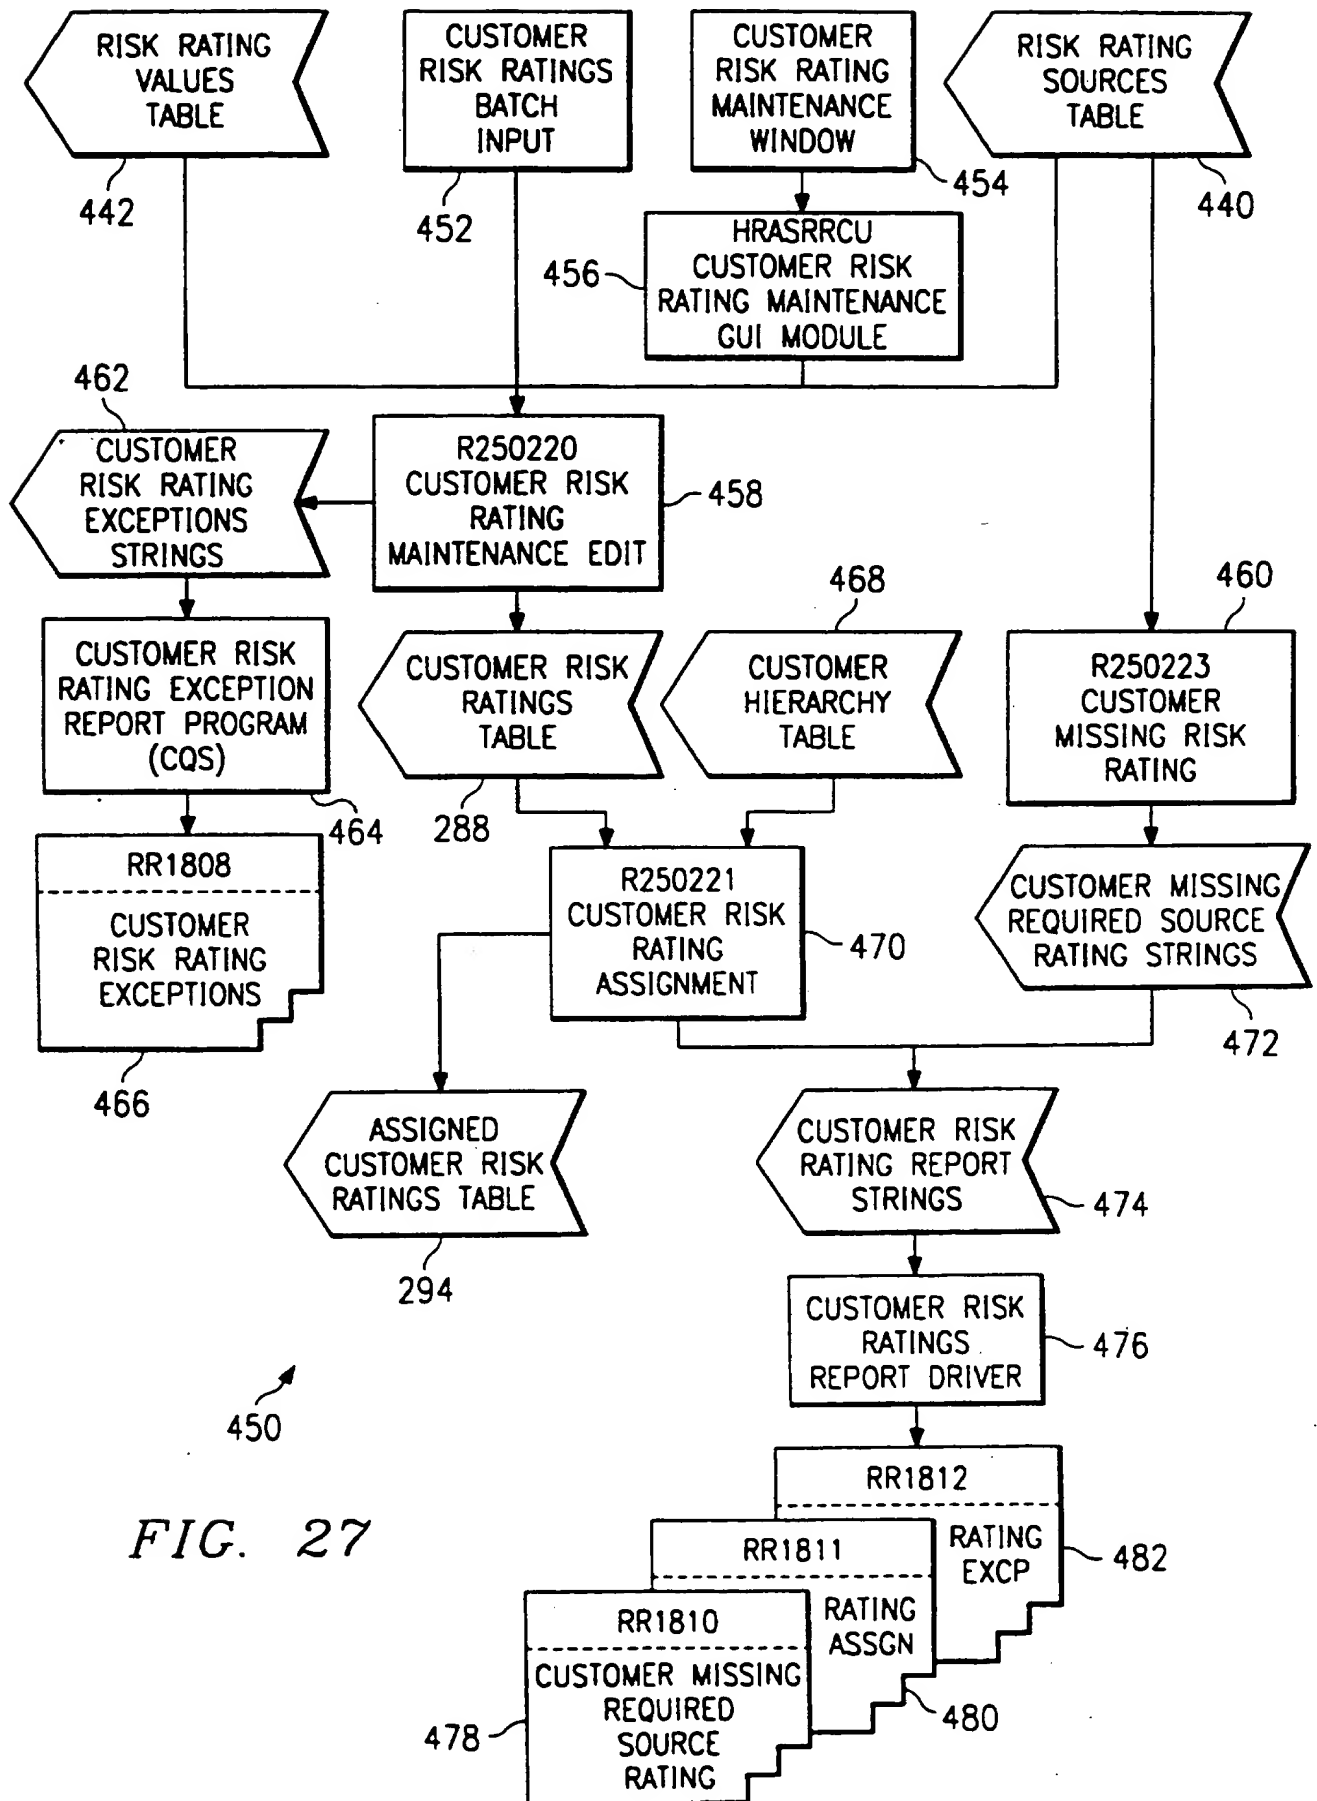 RISK RATING
VALUES
TABLE
442
CUSTOMER
RISK RATINGS
BATCH
INPUT
452
CUSTOMER
RISK RATING
MAINTENANCE
WINDOW
454
RISK RATING
SOURCES
TABLE
440
HRASRRCU
CUSTOMER RISK
RATING MAINTENANCE
GUI MODULE
456
462
CUSTOMER
RISK RATING
EXCEPTIONS
STRINGS
R250220
CUSTOMER RISK
RATING
MAINTENANCE EDIT
458
CUSTOMER RISK
RATING EXCEPTION
REPORT PROGRAM
(CQS)
464
CUSTOMER RISK
RATINGS
TABLE
288
468
CUSTOMER
HIERARCHY
TABLE
460
R250223
CUSTOMER
MISSING RISK
RATING
RR1808
CUSTOMER
RISK RATING
EXCEPTIONS
466
R250221
CUSTOMER RISK
RATING
ASSIGNMENT
470
CUSTOMER MISSING
REQUIRED SOURCE
RATING STRINGS
472
ASSIGNED
CUSTOMER RISK
RATINGS TABLE
294
CUSTOMER RISK
RATING REPORT
STRINGS
474
CUSTOMER RISK
RATINGS
REPORT DRIVER
476
450
FIG. 27
RR1812
RATING
EXCP
482
RR1811
RATING
ASSGN
480
RR1810
CUSTOMER MISSING
REQUIRED
SOURCE
RATING
478